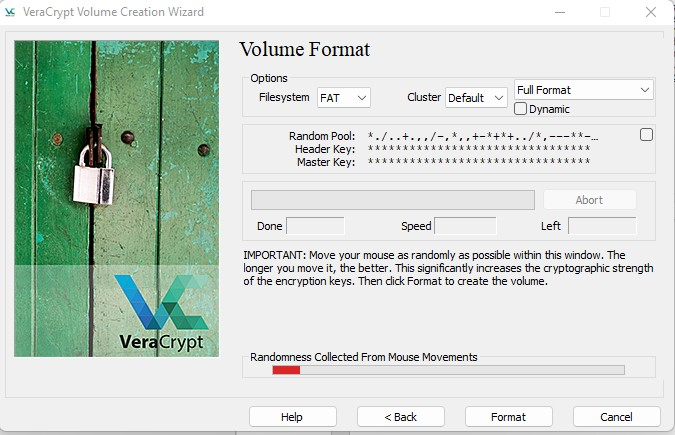 VeraCrypt Volume Creation Wizard
Volume Format
Options
Filesystem FAT Cluster Default Full Format
Dynamic
Random Pool: *./..+.,,/-,*,,+-*+*+../*,---**-…
Header Key: ********************************
Master Key: ********************************
Abort
Done Speed Left
IMPORTANT: Move your mouse as randomly as possible within this window. The
longer you move it, the better. This significantly increases the cryptographic strength
of the encryption keys. Then click Format to create the volume.
VeraCrypt
Randomness Collected From Mouse Movements
Help < Back Format Cancel